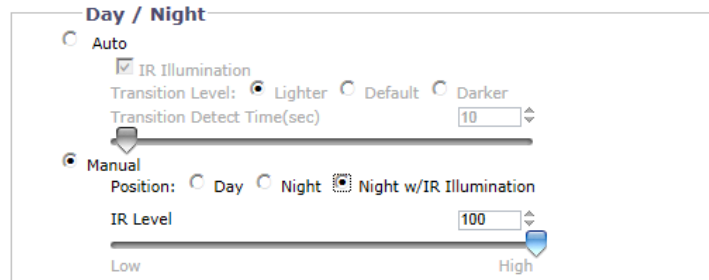 Day / Night
Auto
IR Illumination
Transition Level: Lighter Default Darker
Transition Detect Time(sec) 10
Manual
Position: Day Night Night w/IR Illumination
IR Level 100
Low High